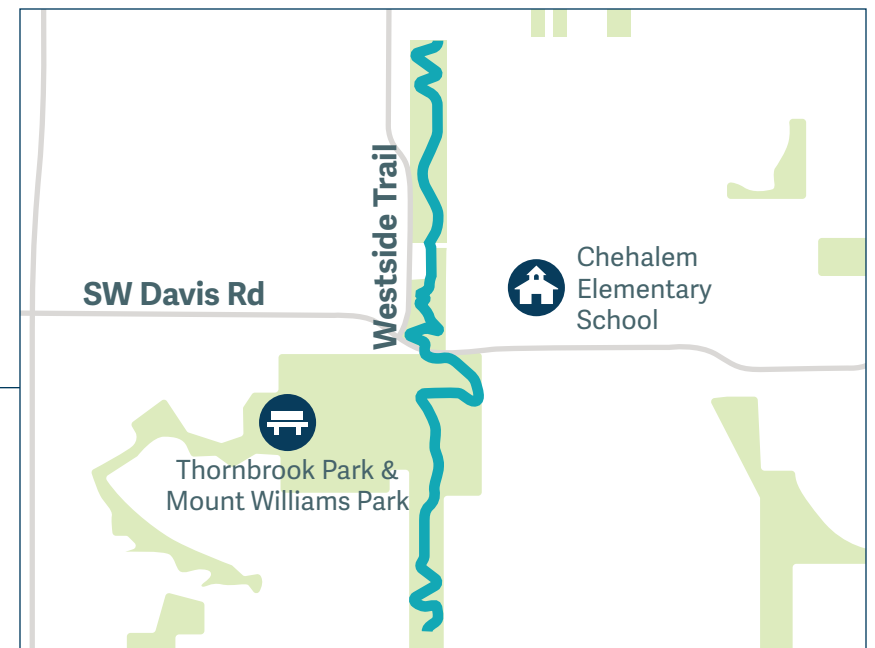 Westside Trail
SW Davis Rd
Chehalem
Elementary
School
Thornbrook Park &
Mount Williams Park